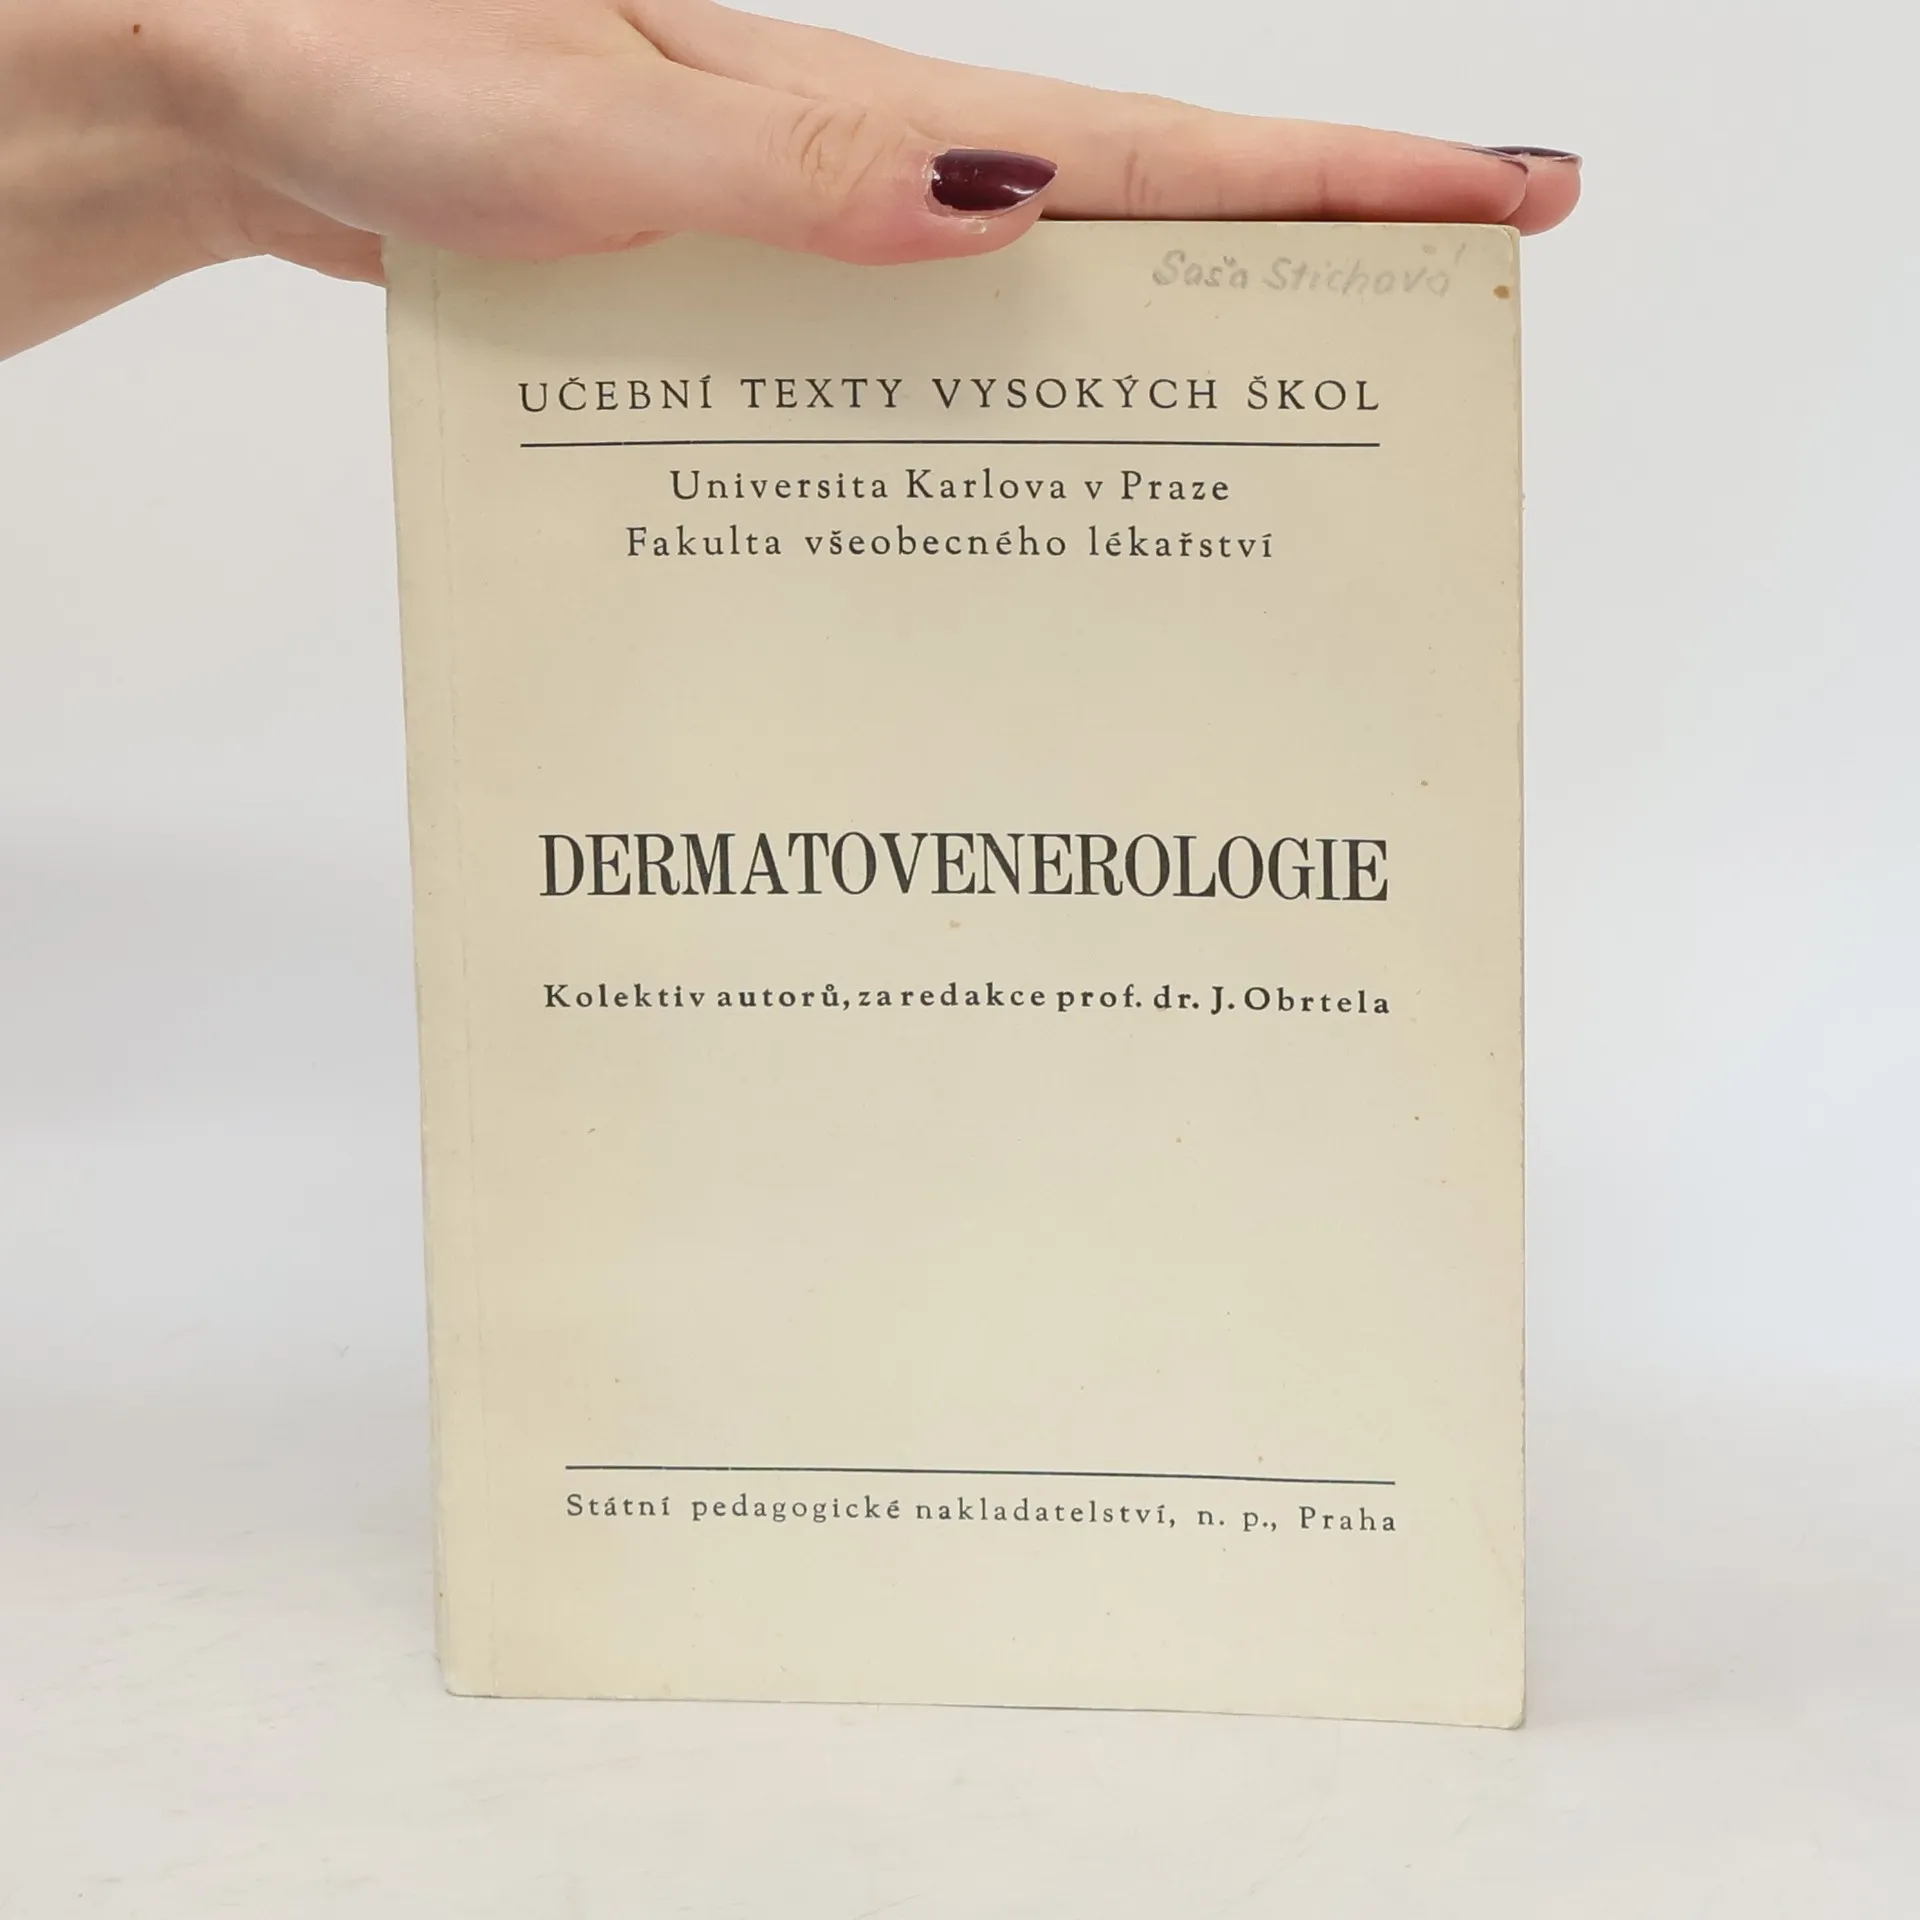 Saša Stichová
UČEBNÍ TEXTY VYSOKÝCH ŠKOL
Universita Karlova v Praze
Fakulta všeobecného lékařství
DERMATOVENEROLOGIE
Kolektiv autorů, za redakce prof. dr. J. Obrtela
Státní pedagogické nakladatelství, n. p., Praha